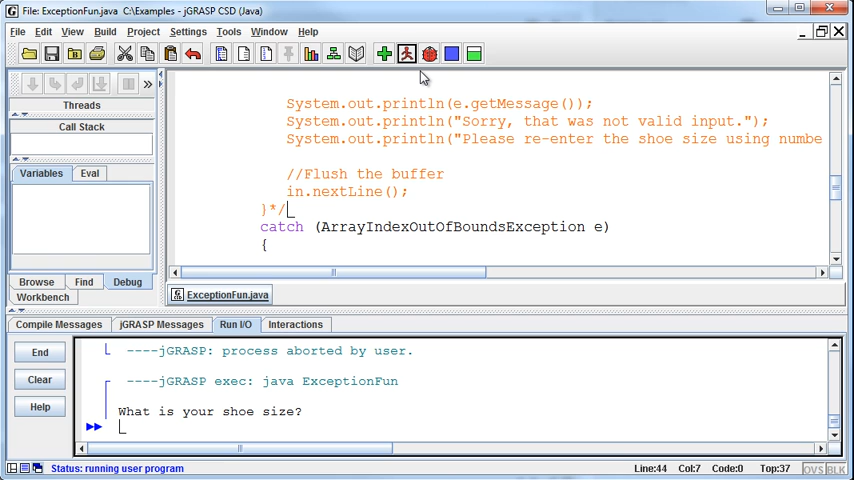 File: ExceptionFun.java C:\Examples - jGRASP CSD (Java)
File Edit View Build Project Settings Tools Window Help
Threads
Call Stack
Variables Eval
Browse Find Debug
Workbench
System.out.println(e.getMessage());
System.out.println("Sorry, that was not valid input.");
System.out.println("Please re-enter the shoe size using numbe
//Flush the buffer
in.nextLine();
}*/
catch (ArrayIndexOutOfBoundsException e)
{
ExceptionFun.java
Compile Messages jGRASP Messages Run I/O Interactions
End
Clear
Help
----jGRASP: process aborted by user.
----jGRASP exec: java ExceptionFun
What is your shoe size?
Status: running user program Line:44 Col:7 Code:0 Top:37 OVS BLK